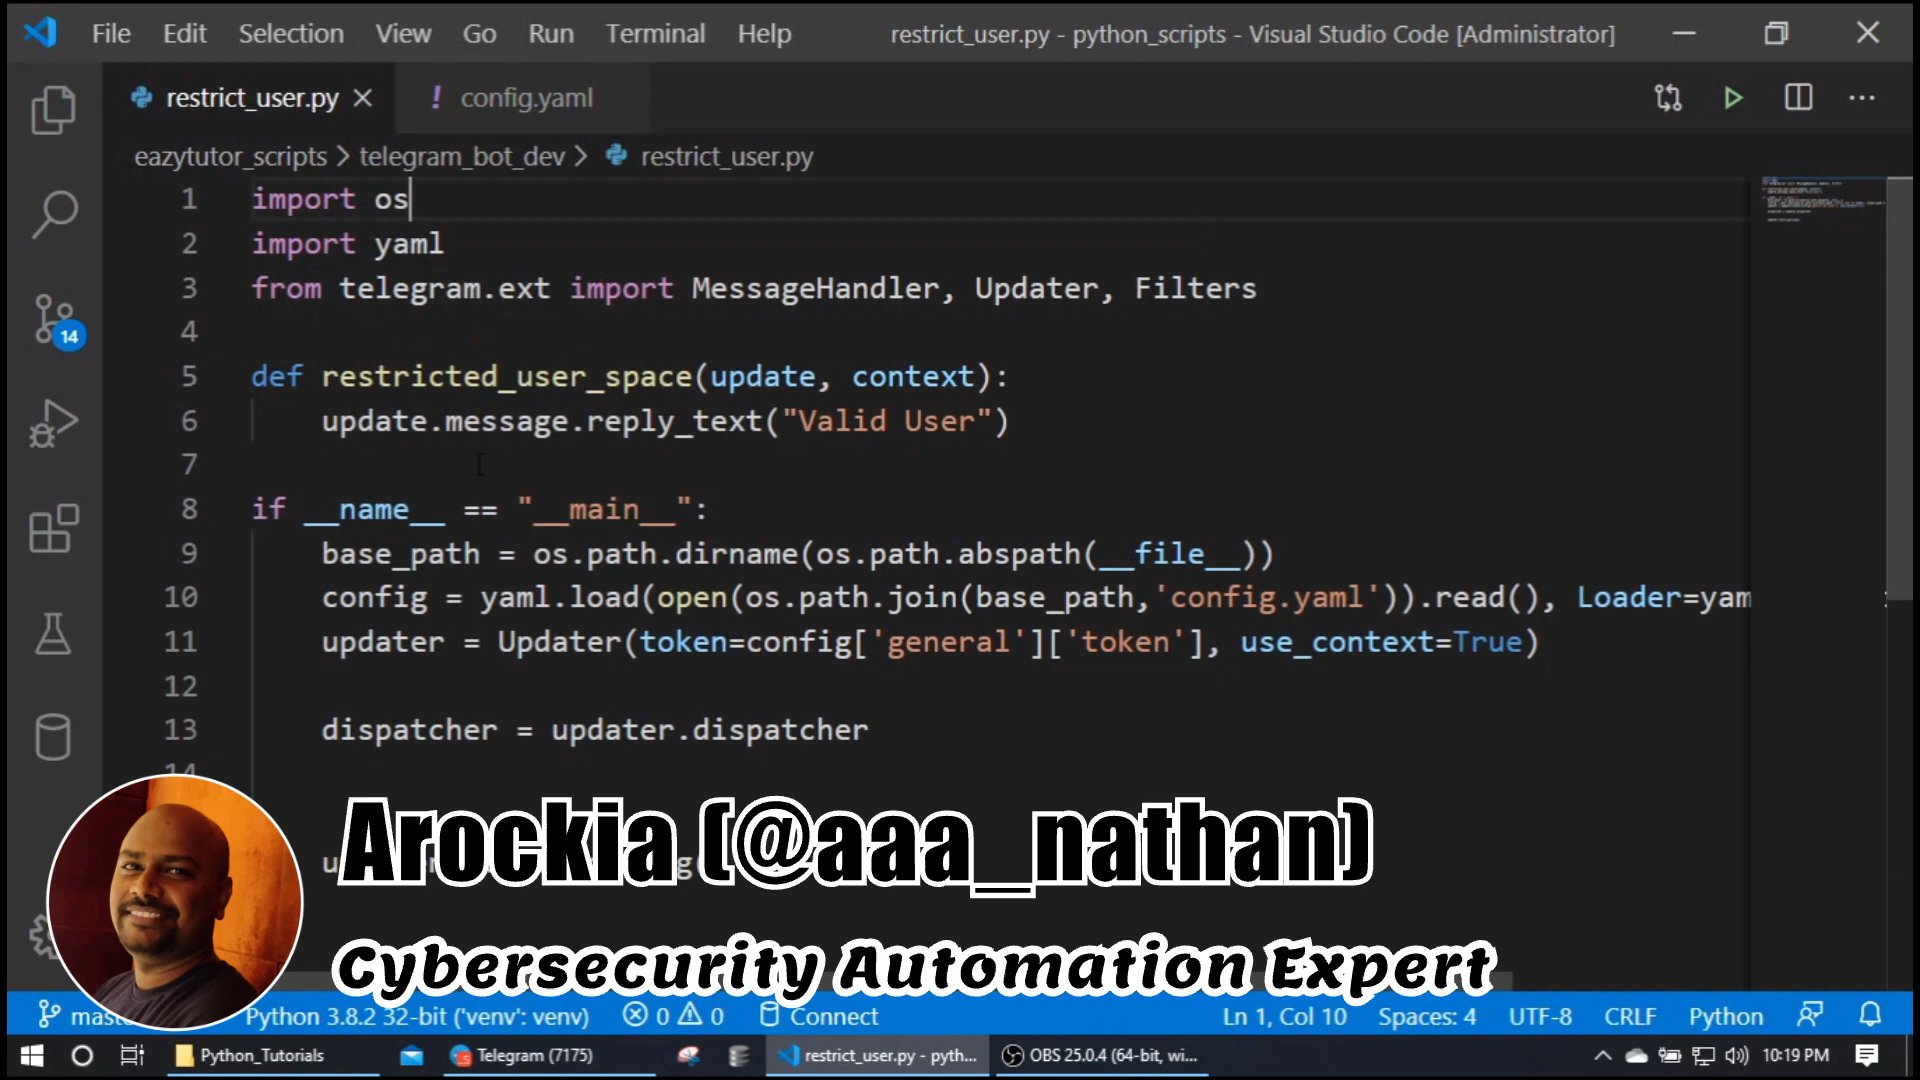 File Edit Selection View Go Run Terminal Help restrict_user.py - python_scripts - Visual Studio Code [Administrator]
restrict_user.py ! config.yaml
eazytutor_scripts > telegram_bot_dev > restrict_user.py
1 import os
2 import yaml
3 from telegram.ext import MessageHandler, Updater, Filters
4
5 def restricted_user_space(update, context):
6 update.message.reply_text("Valid User")
7
8 if __name__ == "__main__":
9 base_path = os.path.dirname(os.path.abspath(__file__))
10 config = yaml.load(open(os.path.join(base_path,'config.yaml')).read(), Loader=yam
11 updater = Updater(token=config['general']['token'], use_context=True)
12
13 dispatcher = updater.dispatcher
14
14
Arockia (@aaa_nathan)
Cybersecurity Automation Expert
Python 3.8.2 32-bit ('venv': venv) 0 0 Connect Ln 1, Col 10 Spaces: 4 UTF-8 CRLF Python
Python_Tutorials Telegram (7175) restrict_user.py - pyth... OBS 25.0.4 (64-bit, wi... 10:19 PM